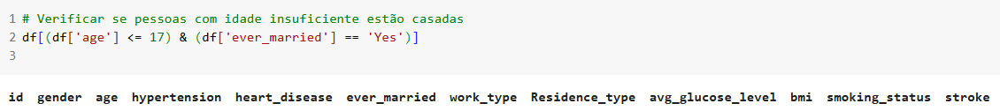 1 # Verificar se pessoas com idade insuficiente estão casadas
2 df[(df['age'] <= 17) & (df['ever_married'] == 'Yes')]
3
id gender age hypertension heart_disease ever_married work_type Residence_type avg_glucose_level bmi smoking_status stroke